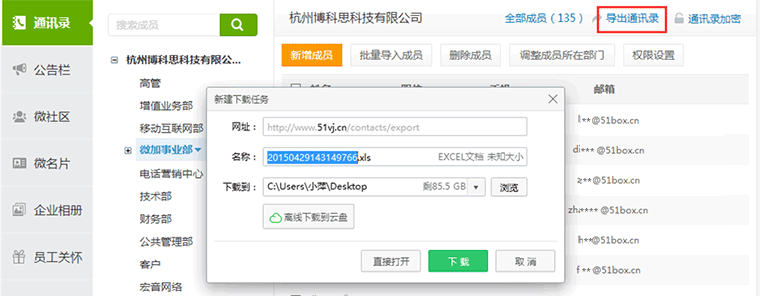 通讯录
公告栏
微社区
微名片
企业相册
员工关怀
搜索成员
杭州博科思科技有限公...
高管
增值业务部
移动互联网部
微加事业部
电话营销中心
技术部
财务部
公共管理部
客户
宏音网络
杭州博科思科技有限公司
全部成员（135）
导出通讯录
通讯录加密
新增成员
批量导入成员
删除成员
调整成员所在部门
权限设置
邮箱
l**@51box.cn
di*** @51box.cn
@51box.cn
zhz**** @51box.cn
h**@51box.cn
f**@51box.cn
新建下载任务
网址： http://www.51vj.cn/contacts/export
名称： 20150429143149766.xls EXCEL文档 未知大小
下载到： C:\Users\小萍\Desktop 剩85.5 GB 浏览
离线下载到云盘
直接打开
下载
取消